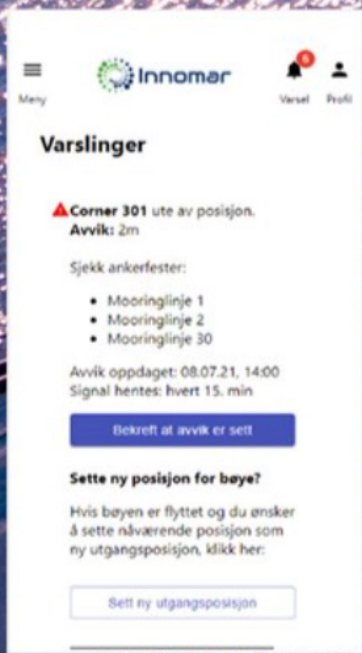 6
Innomar
Meny
Varsel Profil
Varslinger
Corner 301 ute av posisjon.
Avvik: 2m
Sjekk ankerfester:
• Mooringlinje 1
• Mooringlinje 2
• Mooringlinje 30
Avvik oppdaget: 08.07.21, 14:00
Signal hentes: hvert 15. min
Bekreft at avvik er sett
Sette ny posisjon for bøye?
Hvis bøyen er flyttet og du ønsker
å sette nåværende posisjon som
ny utgangsposisjon, klikk her:
Sett ny utgangsposisjon